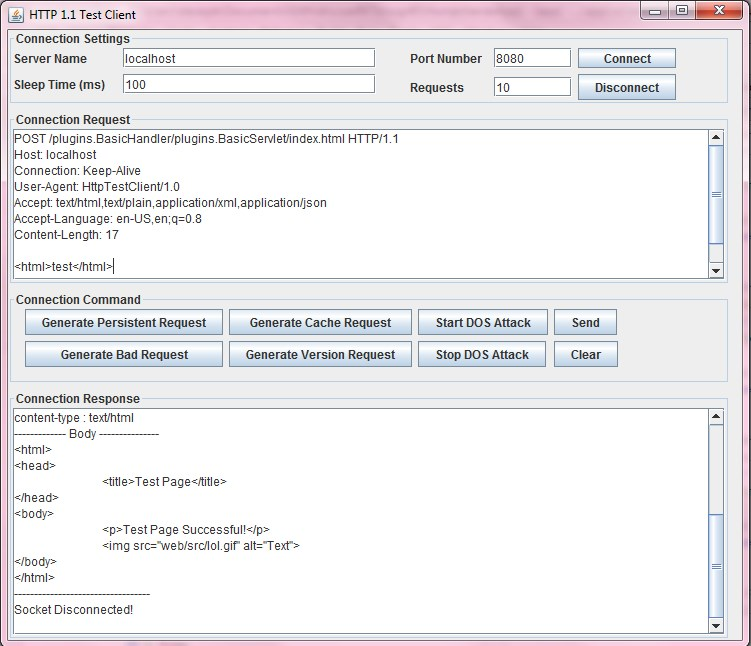 HTTP 1.1 Test Client
Connection Settings
Server Name localhost Port Number 8080 Connect
Sleep Time (ms) 100 Requests 10 Disconnect
Connection Request
POST /plugins.BasicHandler/plugins.BasicServlet/index.html HTTP/1.1
Host: localhost
Connection: Keep-Alive
User-Agent: HttpTestClient/1.0
Accept: text/html,text/plain,application/xml,application/json
Accept-Language: en-US,en;q=0.8
Content-Length: 17
<html>test</html>
Connection Command
Generate Persistent Request Generate Cache Request Start DOS Attack Send
Generate Bad Request Generate Version Request Stop DOS Attack Clear
Connection Response
content-type : text/html
------------- Body ---------------
<html>
<head>
<title>Test Page</title>
</head>
<body>
<p>Test Page Successful!</p>
<img src="web/src/lol.gif" alt="Text">
</body>
</html>
----------------------------------
Socket Disconnected!